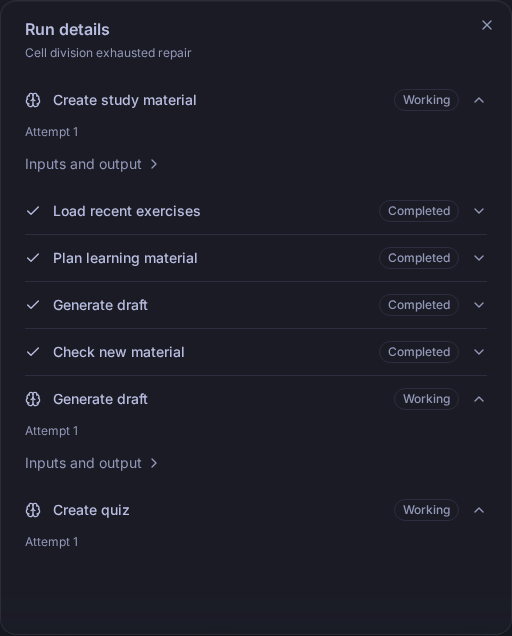 Run details
Cell division exhausted repair
Create study material
Working
Attempt 1
Inputs and output
Load recent exercises
Completed
Plan learning material
Completed
Generate draft
Completed
Check new material
Completed
Generate draft
Working
Attempt 1
Inputs and output
Create quiz
Working
Attempt 1